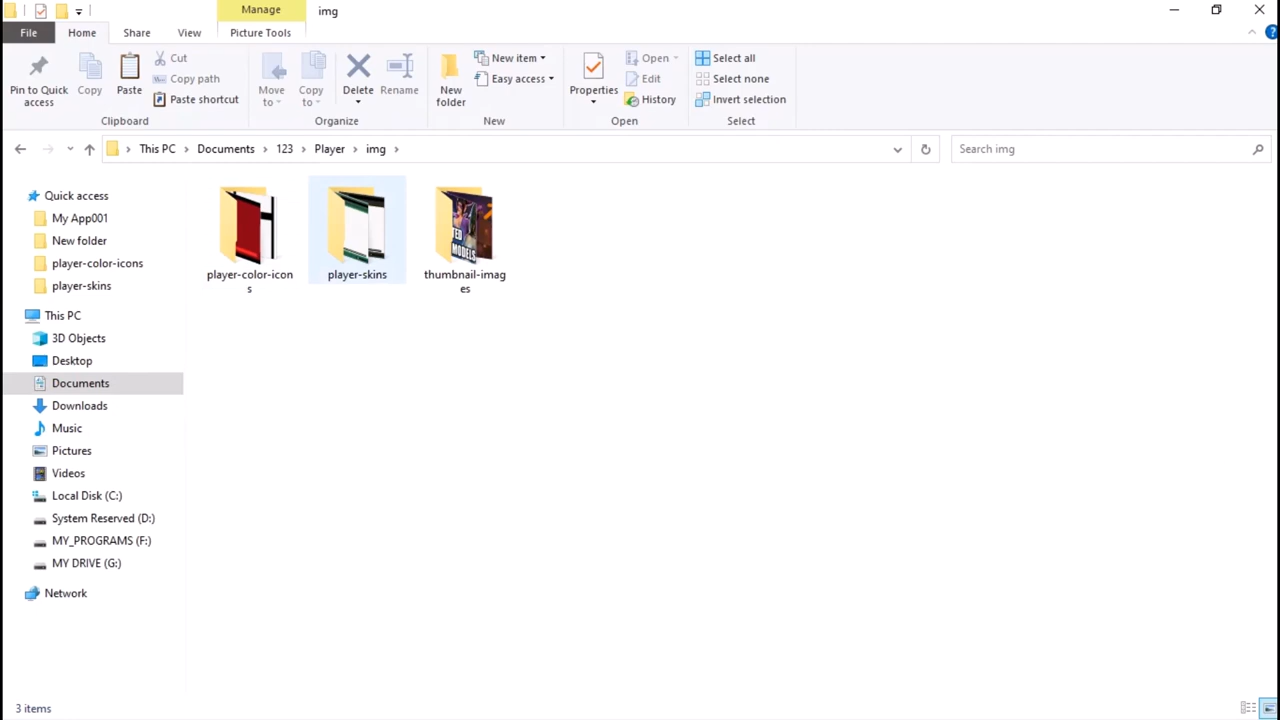 Manage
img
File
Home
Share
View
Picture Tools
Pin to Quick
access
Copy
Paste
Cut
Copy path
Paste shortcut
Clipboard
Move
to
Copy
to
Delete
Rename
Organize
New
folder
New item
Easy access
New
Properties
Open
Edit
History
Open
Select all
Select none
Invert selection
Select
This PC > Documents > 123 > Player > img >
Search img
Quick access
My App001
New folder
player-color-icons
player-skins
This PC
3D Objects
Desktop
Documents
Downloads
Music
Pictures
Videos
Local Disk (C:)
System Reserved (D:)
MY_PROGRAMS (F:)
MY DRIVE (G:)
Network
player-color-icon
s
player-skins
TED
MODELS
thumbnail-imag
es
3 items